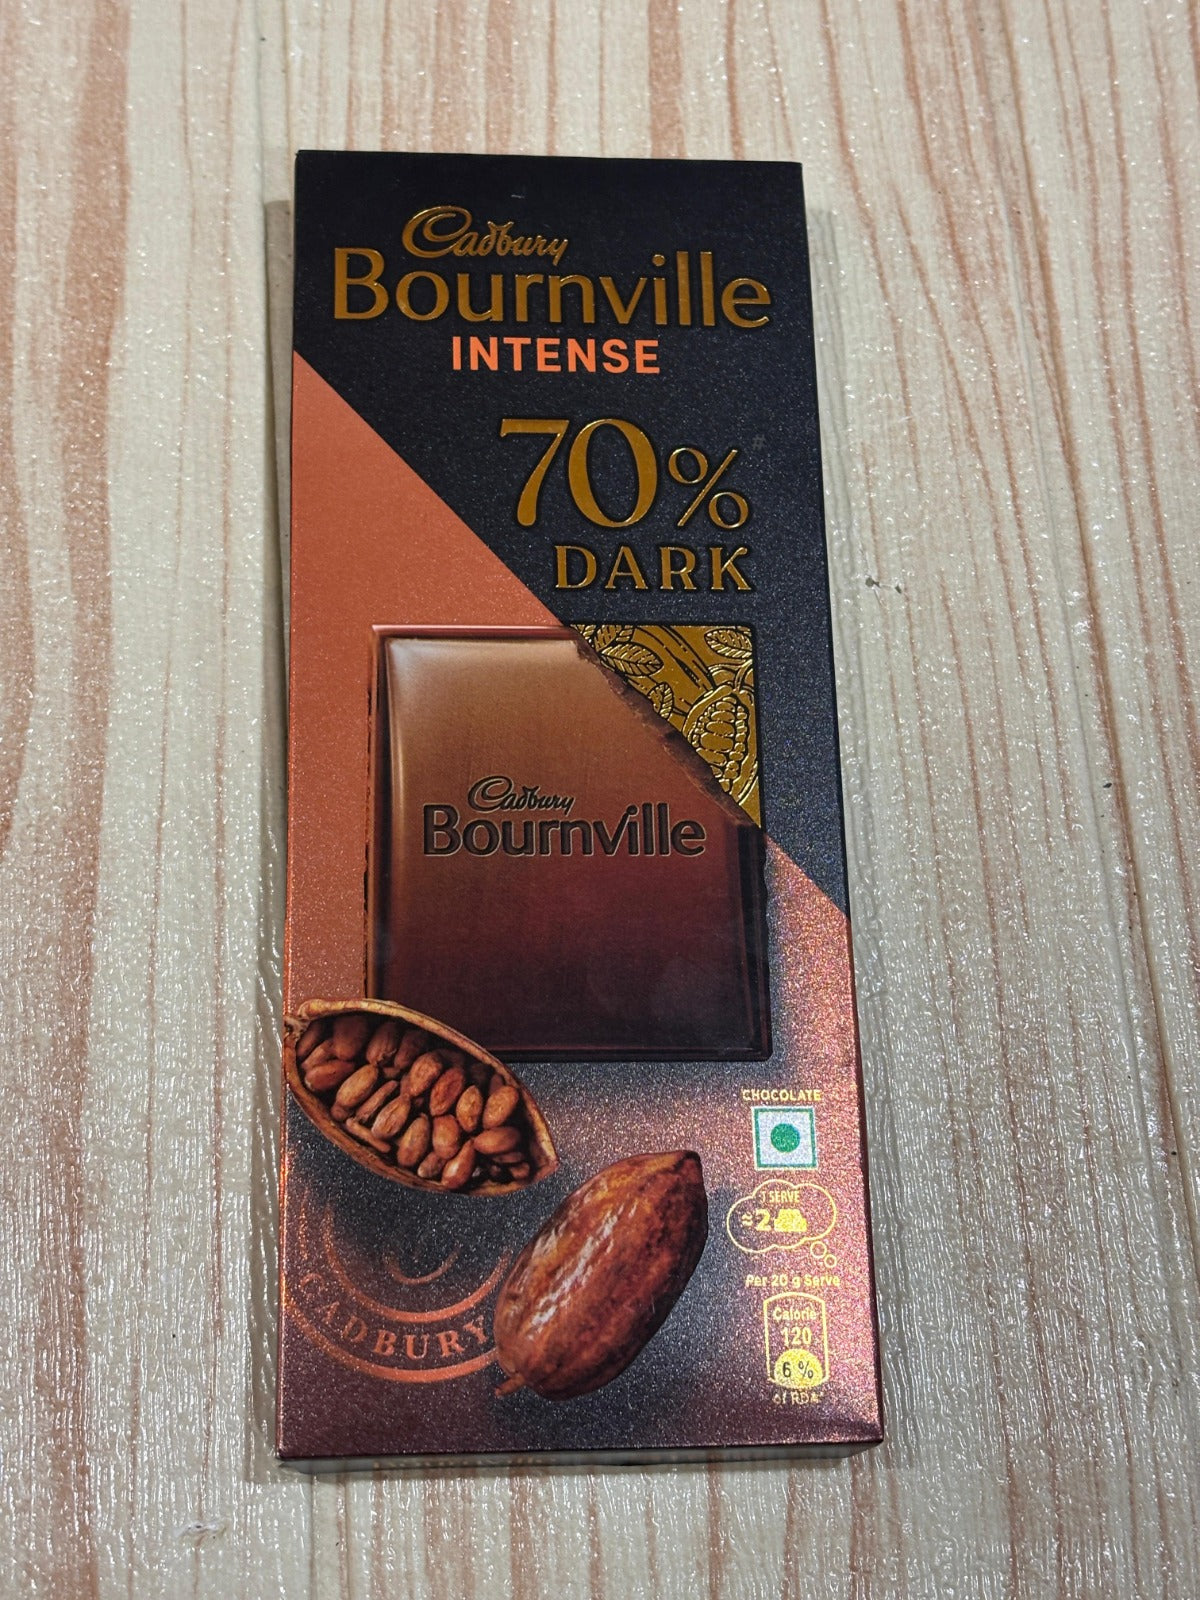 Cadbury
Bournville
INTENSE
70%#
DARK
Cadbury
Bournville
CHOCOLATE
1 SERVE
≈2
Per 20 g Serve
Calorie
120
6 %
of RDA*
CADBURY